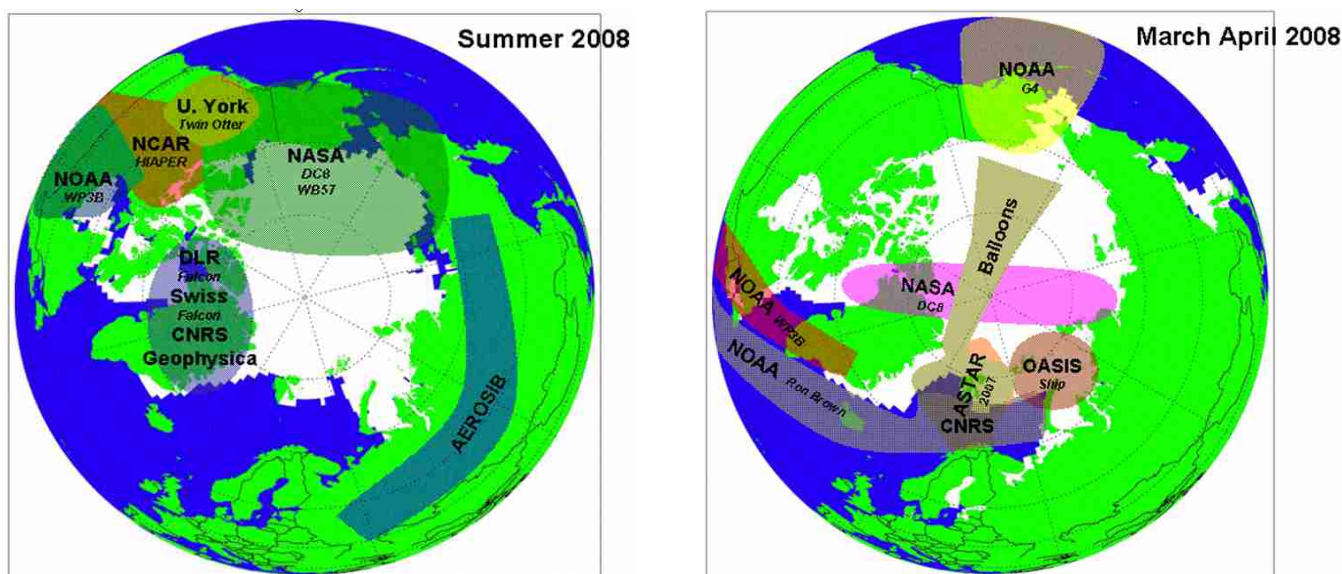 Summer 2008
U. York
Twin Otter
NCAR
HIAPER
NASA
DC8
WB57
NOAA
WP3B
DLR
Falcon
Swiss
Falcon
CNRS
Geophysica
AEROSIB
March April 2008
NOAA
G4
Balloons
NASA
DC8
NOAA WP3B
NOAA Ron Brown
ASTAR
2007
OASIS
Ship
CNRS